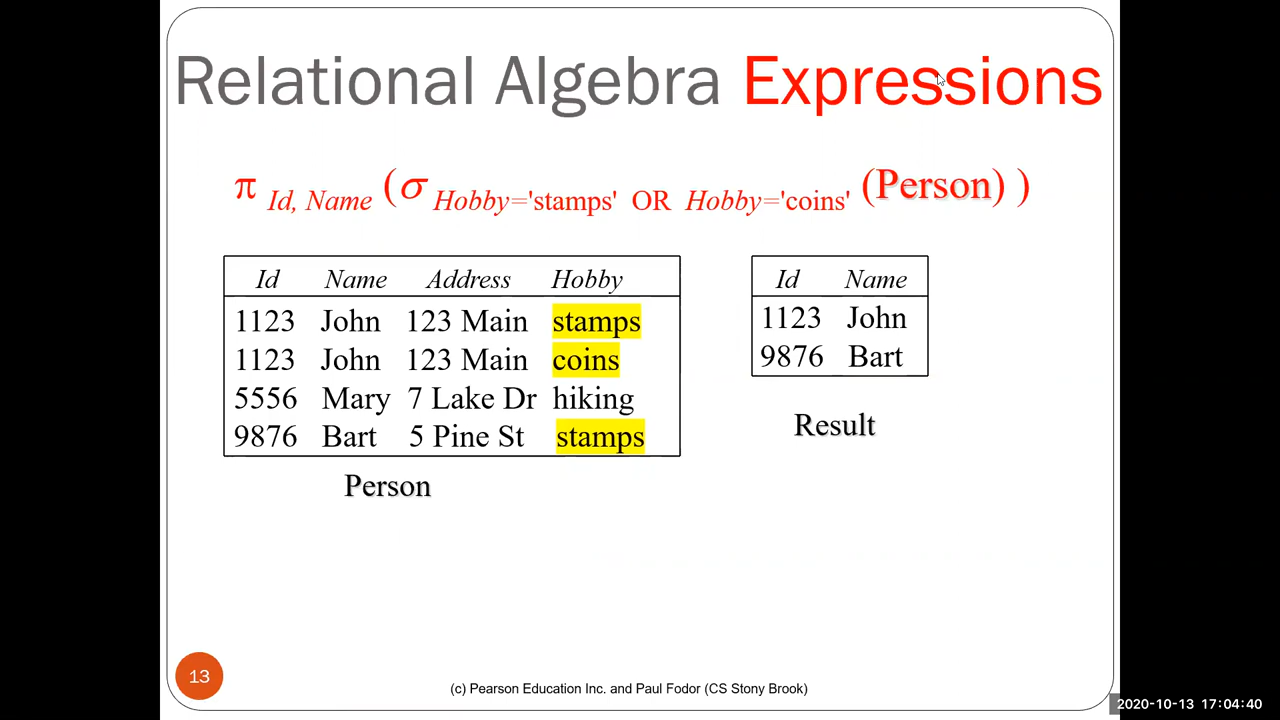 Relational Algebra Expressions
π Id, Name (σ Hobby='stamps' OR Hobby='coins' (Person) )
Id Name Address Hobby
1123 John 123 Main stamps
1123 John 123 Main coins
5556 Mary 7 Lake Dr hiking
9876 Bart 5 Pine St stamps
Person
Id Name
1123 John
9876 Bart
Result
13
(c) Pearson Education Inc. and Paul Fodor (CS Stony Brook)
2020-10-13 17:04:40